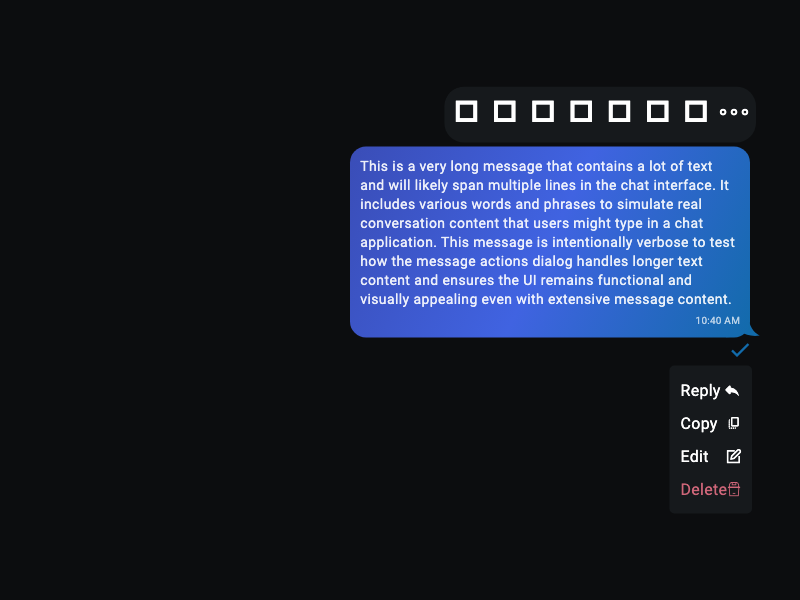 This is a very long message that contains a lot of text
and will likely span multiple lines in the chat interface. It
includes various words and phrases to simulate real
conversation content that users might type in a chat
application. This message is intentionally verbose to test
how the message actions dialog handles longer text
content and ensures the UI remains functional and
visually appealing even with extensive message content.
10:40 AM
Reply
Copy
Edit
Delete